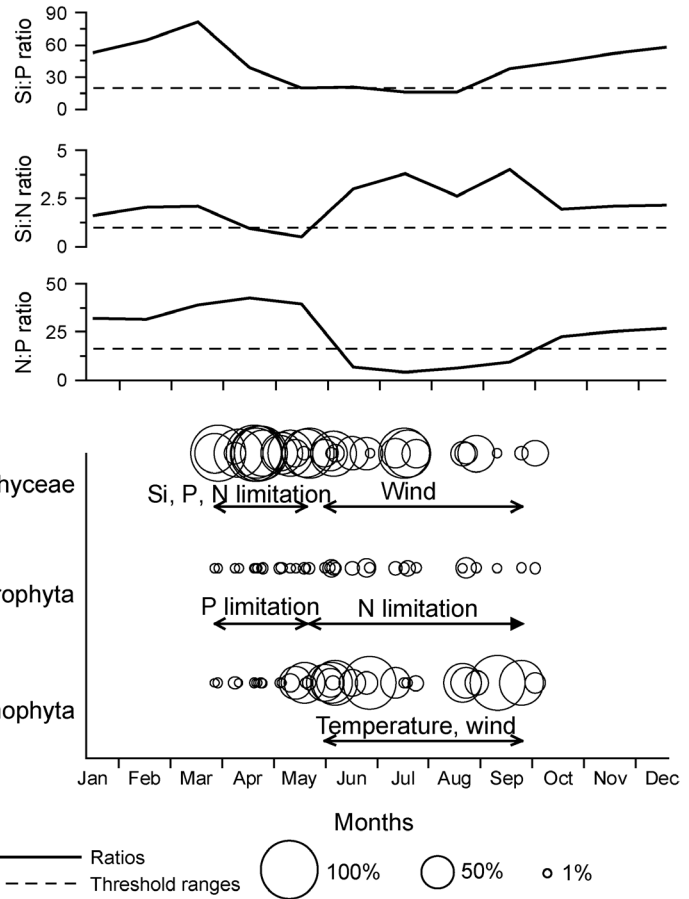 90
60
30
0
Si:P ratio
5
2.5
0
Si:N ratio
50
25
0
N:P ratio
hyceae
Si, P, N limitation
Wind
rophyta
P limitation
N limitation
nophyta
Temperature, wind
Jan Feb Mar Apr May Jun Jul Aug Sep Oct Nov Dec
Months
Ratios
Threshold ranges
100%
50%
1%